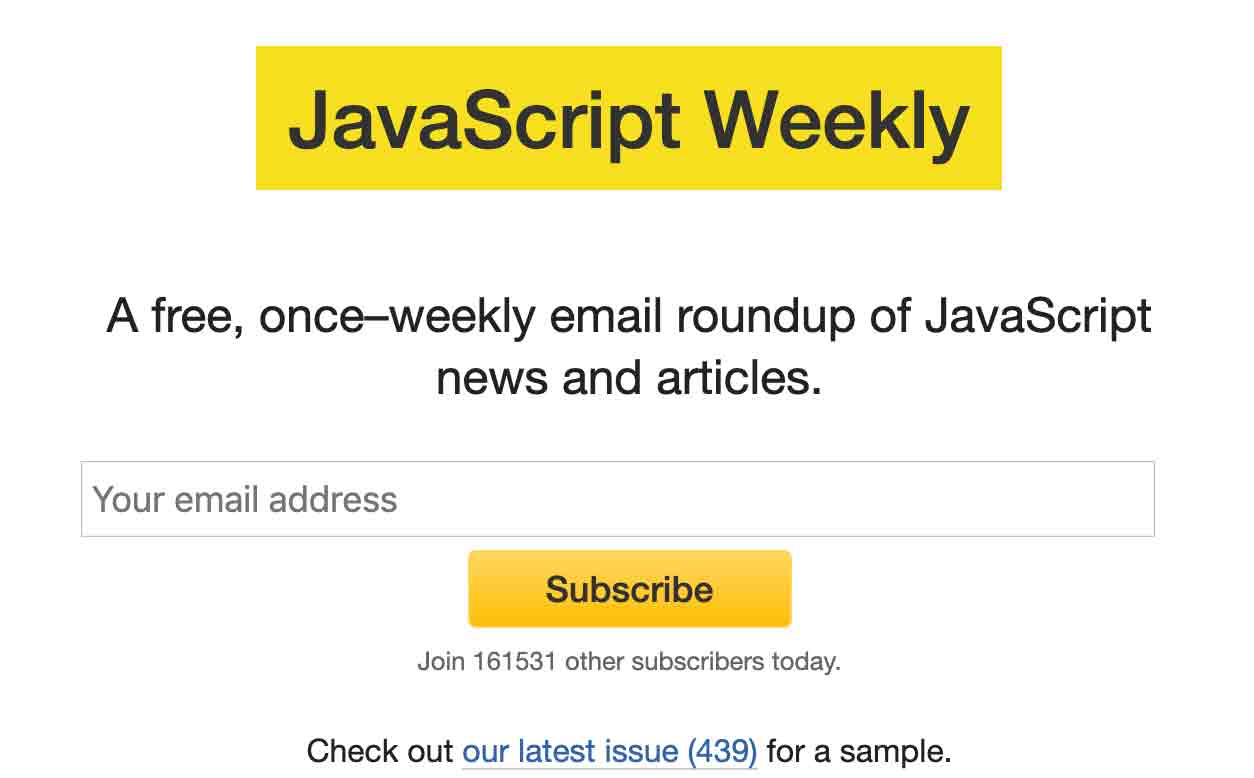 JavaScript Weekly
A free, once–weekly email roundup of JavaScript
news and articles.
Your email address
Subscribe
Join 161531 other subscribers today.
Check out our latest issue (439) for a sample.